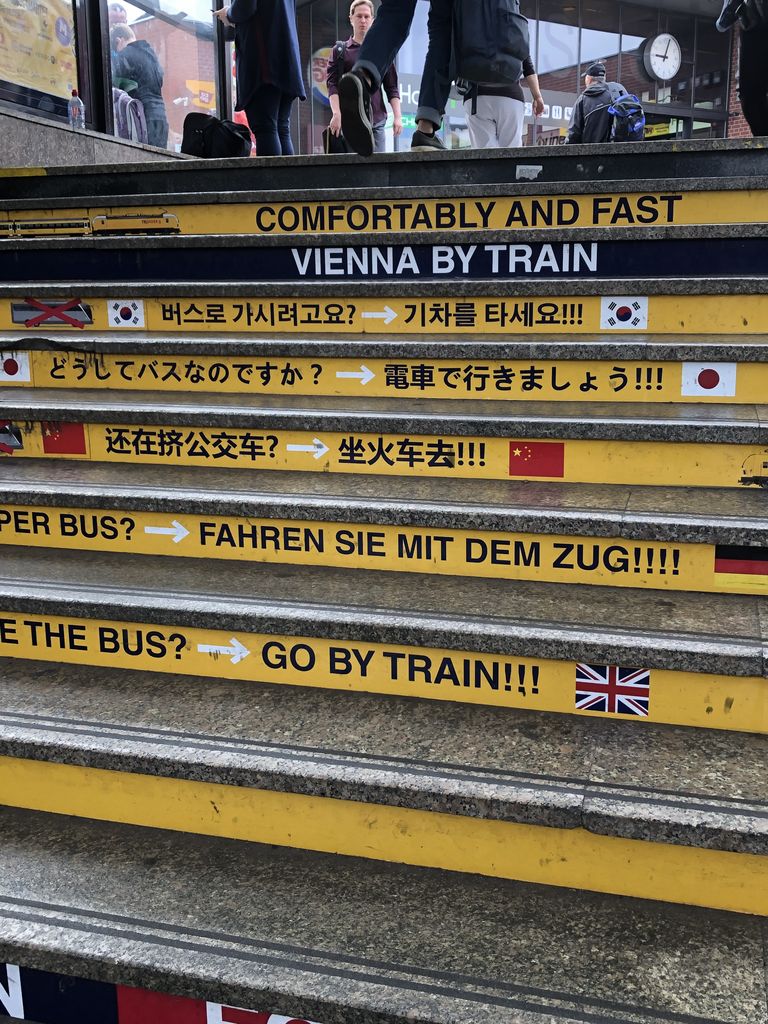 COMFORTABLY AND FAST
VIENNA BY TRAIN
버스로 가시려고요? → 기차를 타세요!!!
どうしてバスなのですか? → 電車で行きましょう!!!
还在挤公交车? → 坐火车去!!!
PER BUS? → FAHREN SIE MIT DEM ZUG!!!!
E THE BUS? → GO BY TRAIN!!!